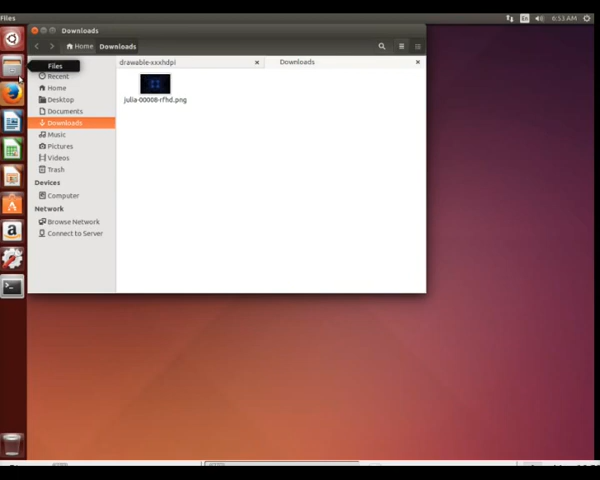 Files
En
6:53 AM
Downloads
Home
Downloads
drawable-xxxhdpi
Downloads
Files
Recent
Home
Desktop
Documents
Downloads
Music
Pictures
Videos
Trash
Devices
Computer
Network
Browse Network
Connect to Server
julia-00008-rfhd.png